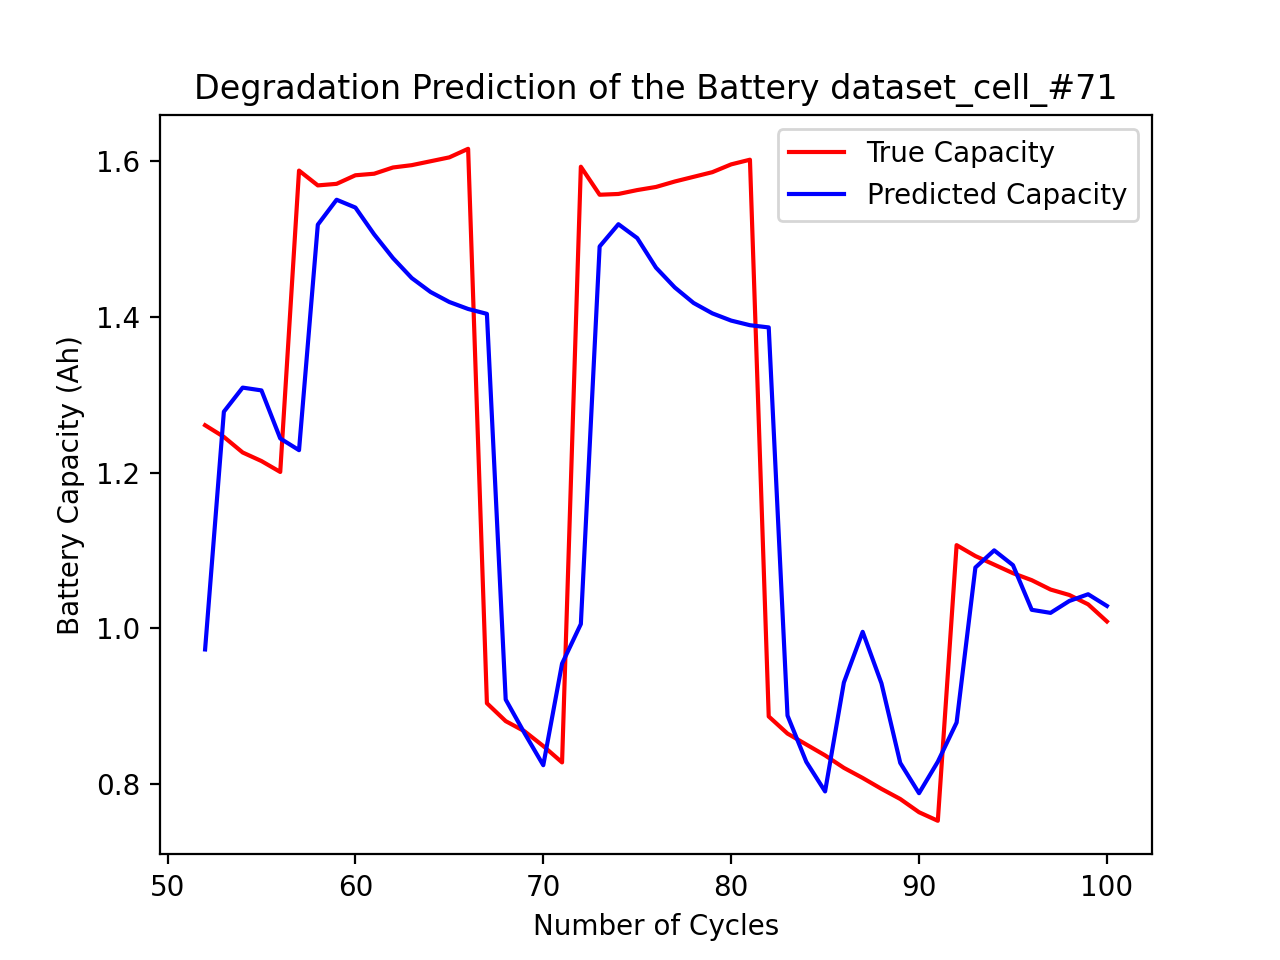 Degradation Prediction of the Battery dataset_cell_#71
True Capacity
Predicted Capacity
1.6
1.4
1.2
1.0
0.8
Battery Capacity (Ah)
50
60
70
80
90
100
Number of Cycles